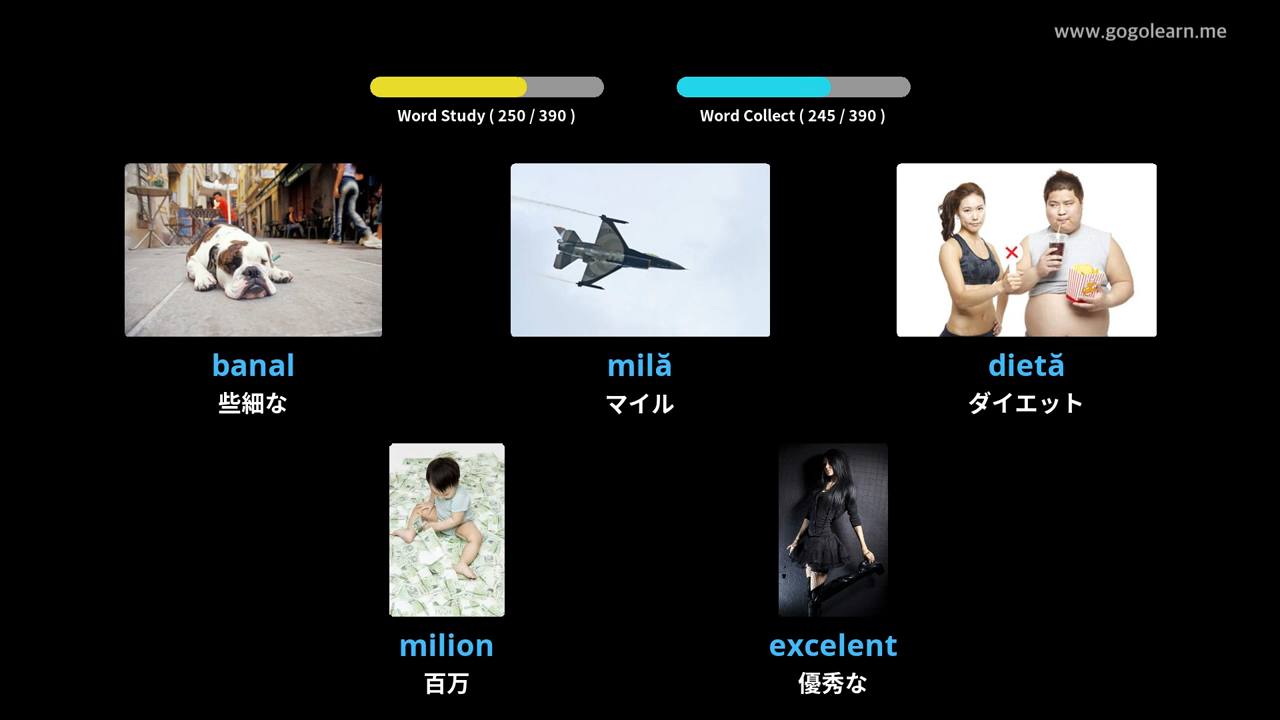 www.gogolearn.me
Word Study ( 250 / 390 )
Word Collect ( 245 / 390 )
banal
些細な
milă
マイル
dietă
ダイエット
milion
百万
excelent
優秀な